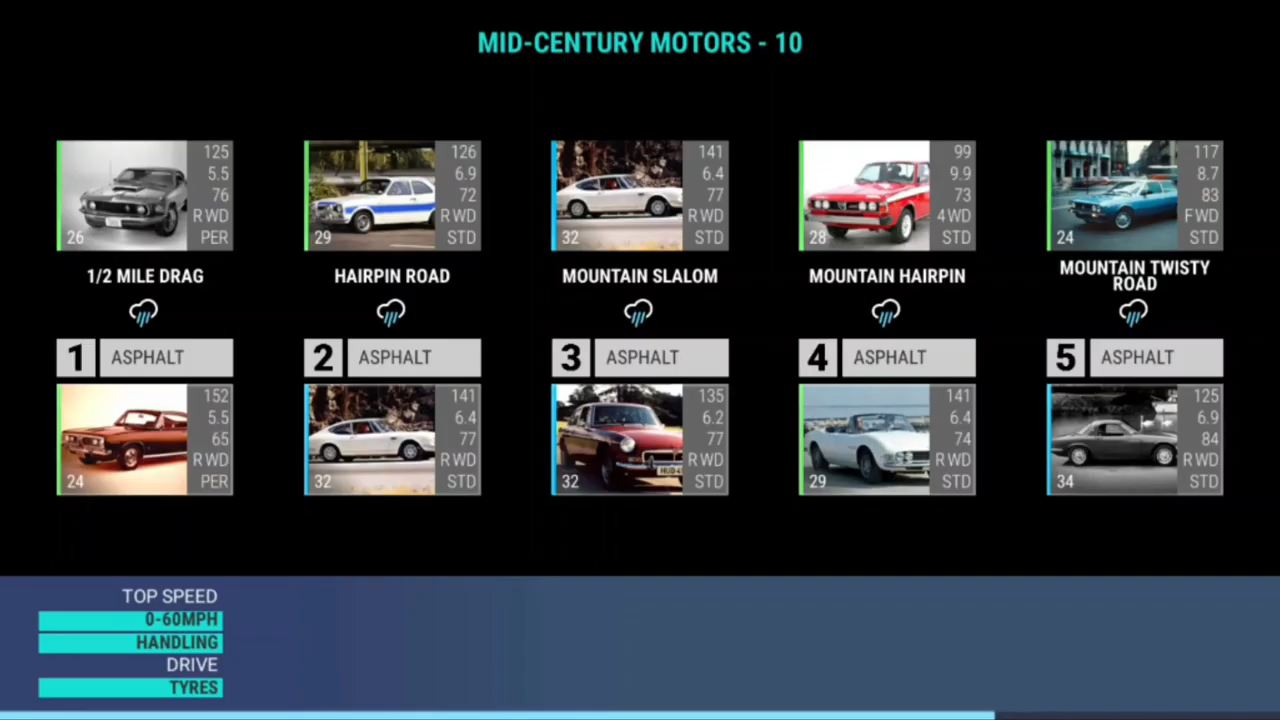 MID-CENTURY MOTORS - 10
125
5.5
76
RWD
PER
26
126
6.9
72
RWD
STD
29
141
6.4
77
RWD
STD
32
99
9.9
73
4WD
STD
28
117
8.7
83
FWD
STD
24
1/2 MILE DRAG
HAIRPIN ROAD
MOUNTAIN SLALOM
MOUNTAIN HAIRPIN
MOUNTAIN TWISTY
ROAD
1 ASPHALT
2 ASPHALT
3 ASPHALT
4 ASPHALT
5 ASPHALT
152
5.5
65
RWD
PER
24
141
6.4
77
RWD
STD
32
135
6.2
77
RWD
STD
32
141
6.4
74
RWD
STD
29
125
6.9
84
RWD
STD
34
TOP SPEED
0-60MPH
HANDLING
DRIVE
TYRES